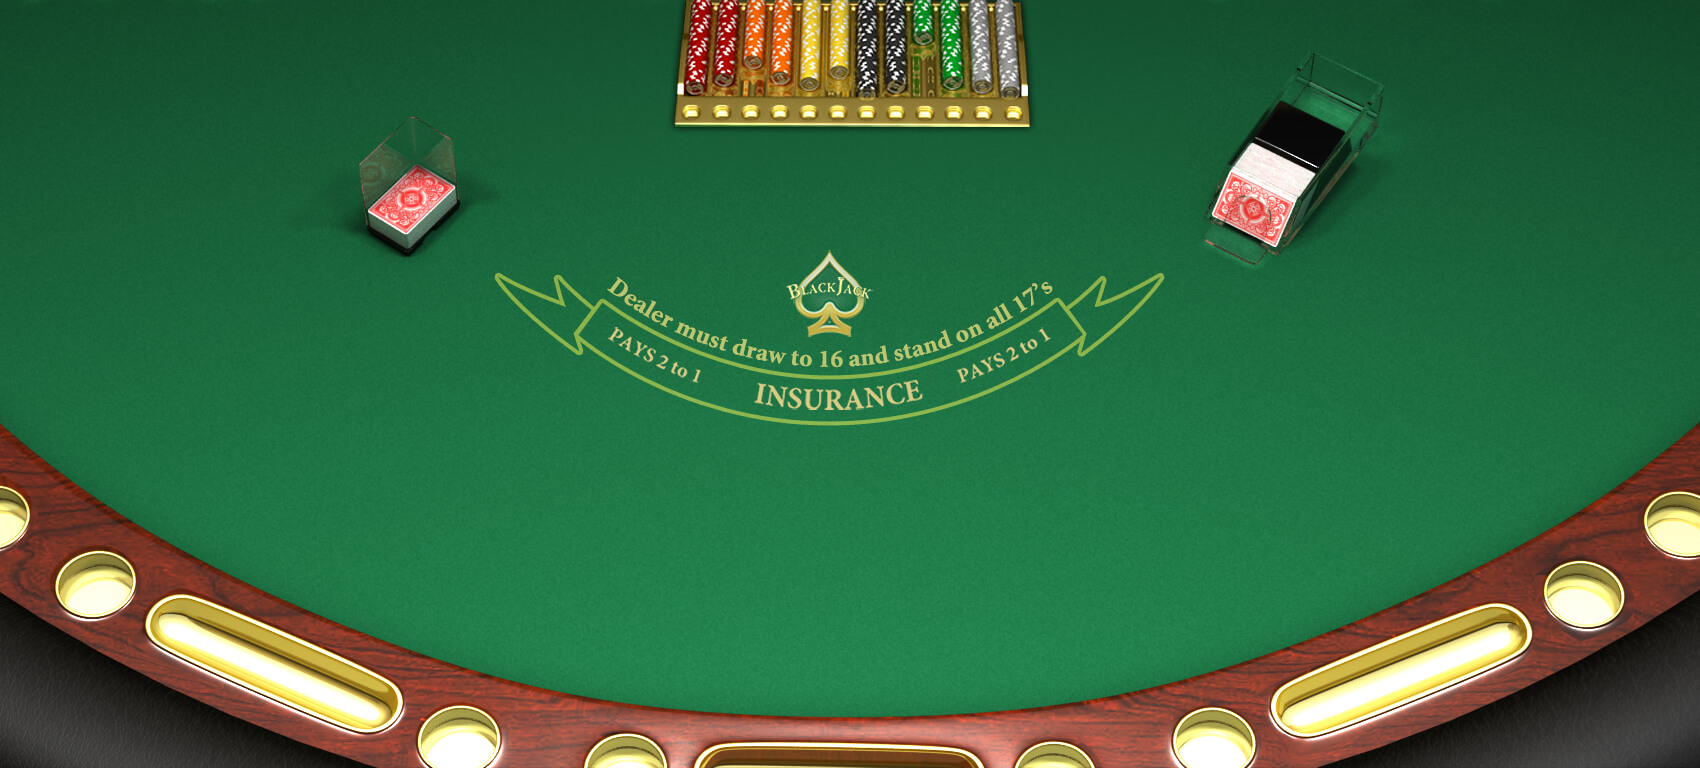 BLACKJACK
Dealer must draw to 16 and stand on all 17's
PAYS 2 to 1 INSURANCE PAYS 2 to 1